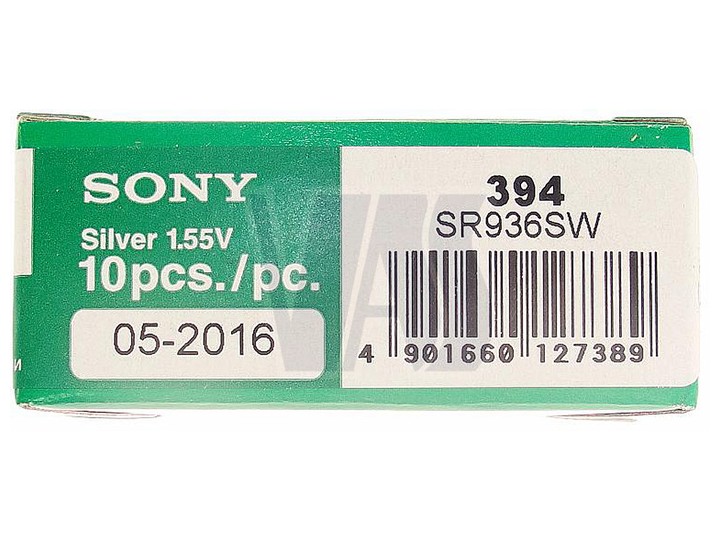 SONY
Silver 1.55V
10pcs./pc.
05-2016
394
SR936SW
4 901660 127389